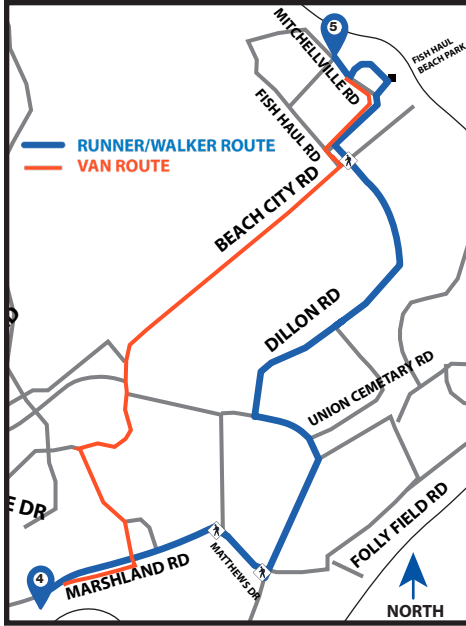 5
MITCHELLVILLE RD
FISH HAUL
BEACH PARK
FISH HAUL RD
RUNNER/WALKER ROUTE
VAN ROUTE
BEACH CITY RD
DILLON RD
UNION CEMETARY RD
E DR
FOLLY FIELD RD
MATTHEWS DR
MARSHLAND RD
4
NORTH